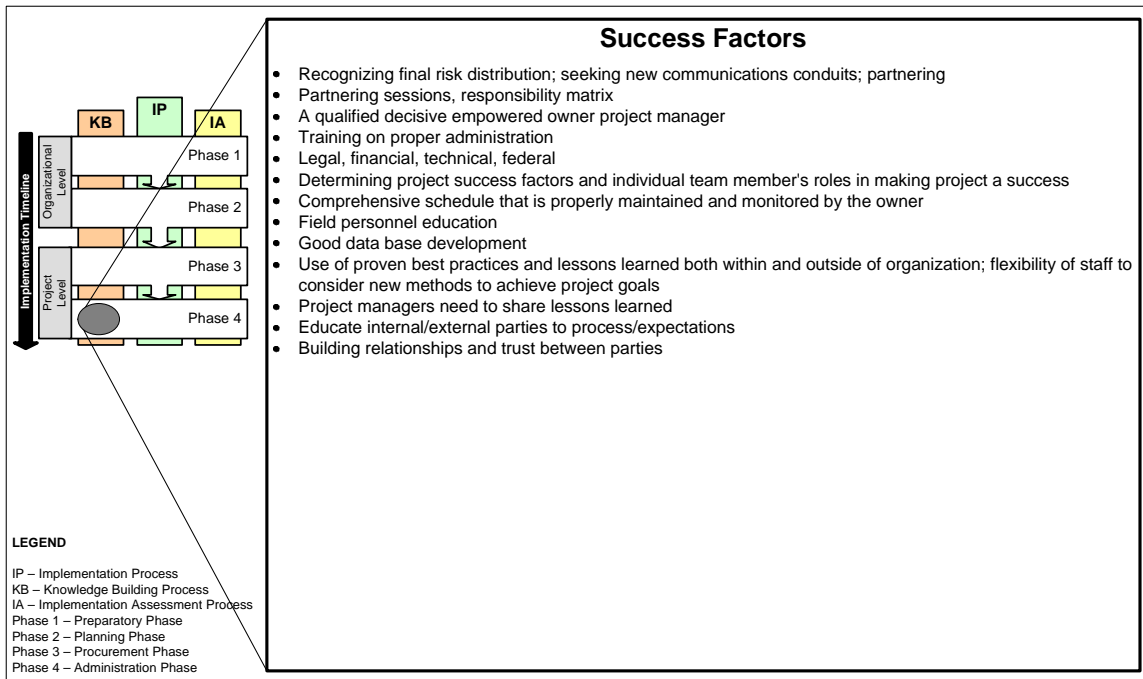 Success Factors
• Recognizing final risk distribution; seeking new communications conduits; partnering
• Partnering sessions, responsibility matrix
• A qualified decisive empowered owner project manager
• Training on proper administration
• Legal, financial, technical, federal
• Determining project success factors and individual team member's roles in making project a success
• Comprehensive schedule that is properly maintained and monitored by the owner
• Field personnel education
• Good data base development
• Use of proven best practices and lessons learned both within and outside of organization; flexibility of staff to
consider new methods to achieve project goals
• Project managers need to share lessons learned
• Educate internal/external parties to process/expectations
• Building relationships and trust between parties
KB
IP
IA
Implementation Timeline
Organizational
Level
Project
Level
Phase 1
Phase 2
Phase 3
Phase 4
LEGEND
IP – Implementation Process
KB – Knowledge Building Process
IA – Implementation Assessment Process
Phase 1 – Preparatory Phase
Phase 2 – Planning Phase
Phase 3 – Procurement Phase
Phase 4 – Administration Phase